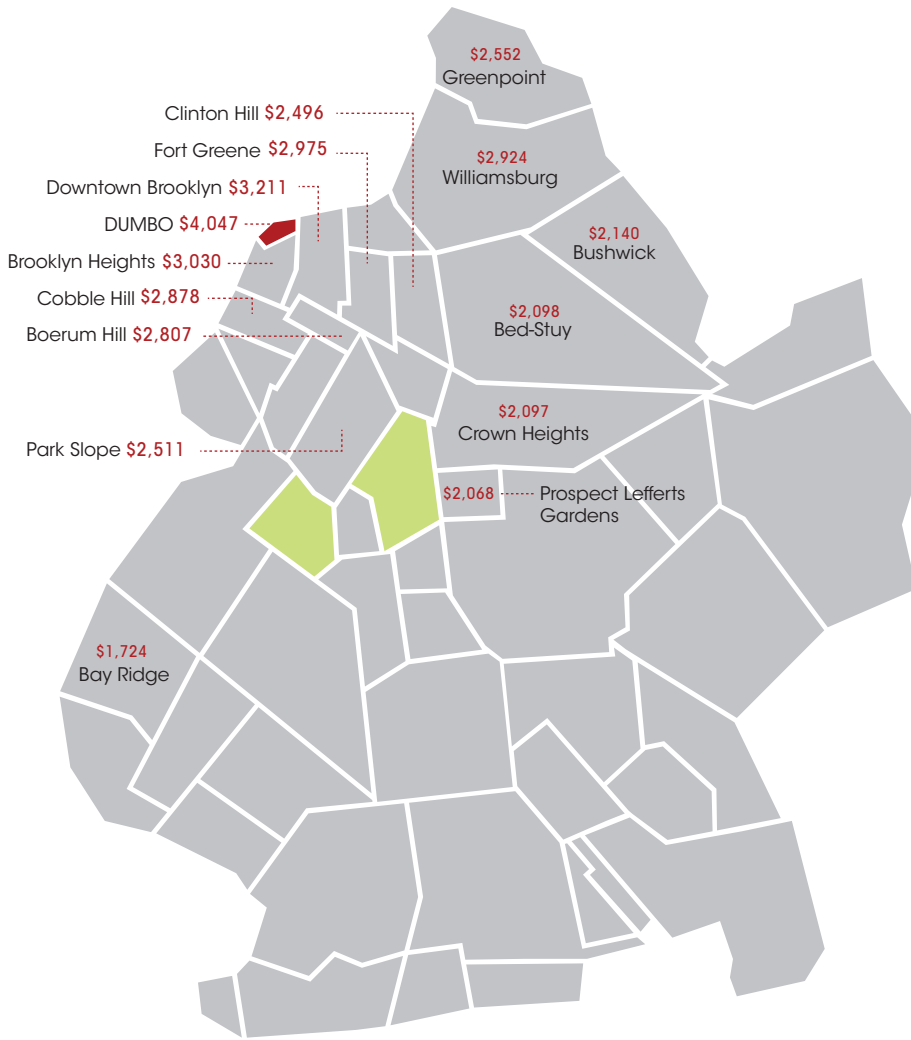 $2,552
Greenpoint
Clinton Hill $2,496
Fort Greene $2,975
$2,924
Williamsburg
Downtown Brooklyn $3,211
DUMBO $4,047
$2,140
Bushwick
Brooklyn Heights $3,030
Cobble Hill $2,878
$2,098
Bed-Stuy
Boerum Hill $2,807
$2,097
Crown Heights
Park Slope $2,511
$2,068
Prospect Lefferts
Gardens
$1,724
Bay Ridge